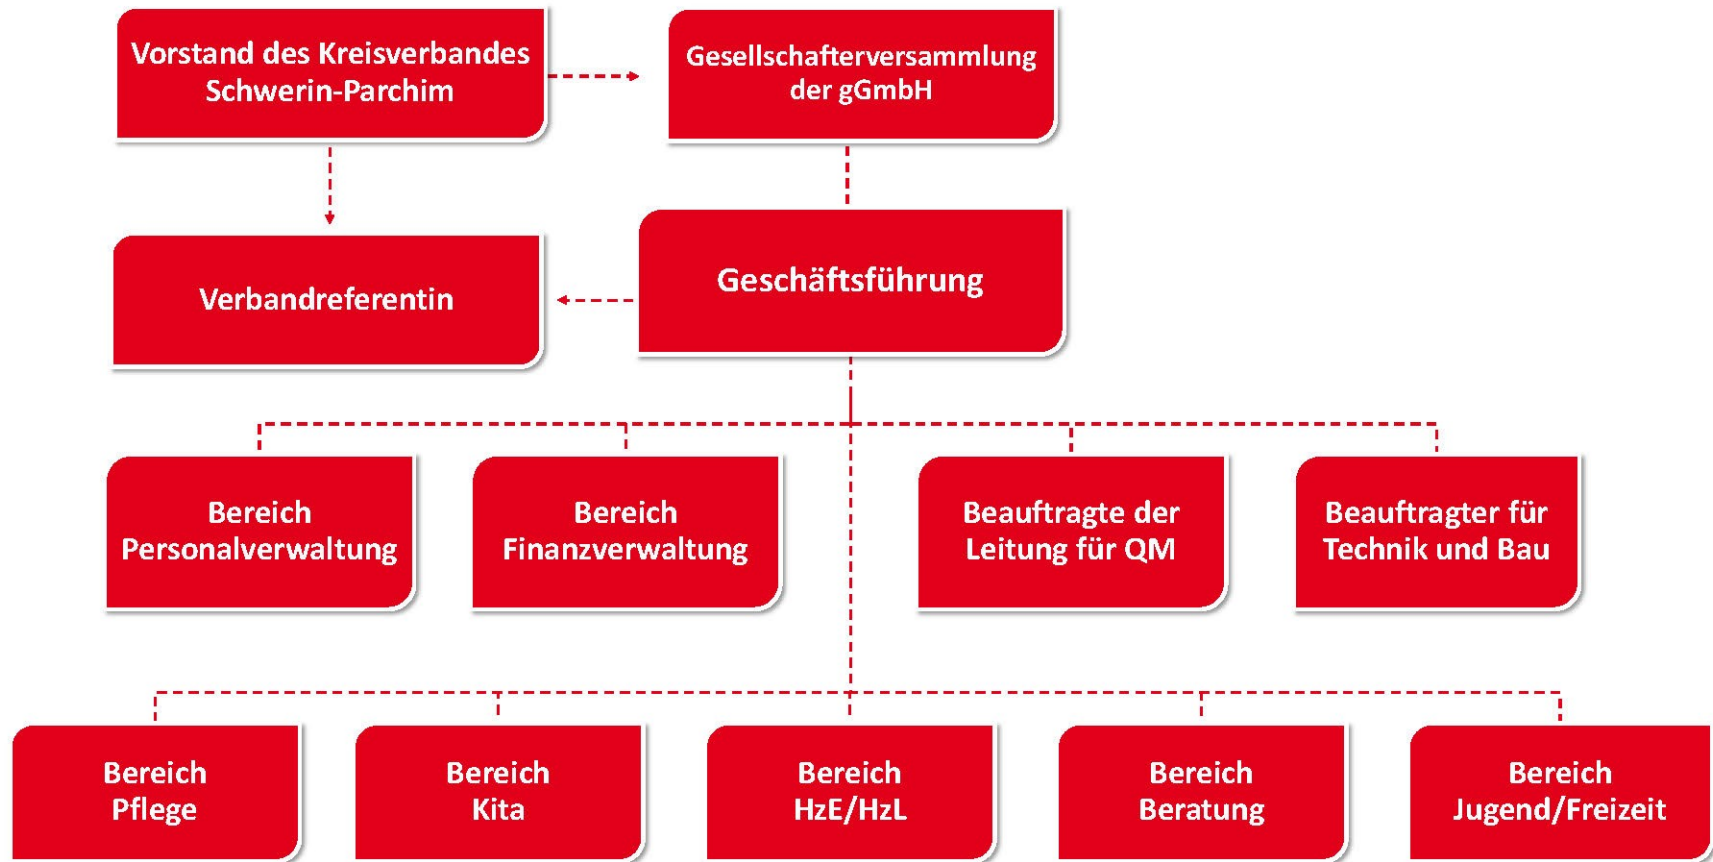 Vorstand des Kreisverbandes
Schwerin-Parchim
Gesellschafterversammlung
der gGmbH
Verbandreferentin
Geschäftsführung
Bereich
Personalverwaltung
Bereich
Finanzverwaltung
Beauftragte der
Leitung für QM
Beauftragter für
Technik und Bau
Bereich
Pflege
Bereich
Kita
Bereich
HzE/HzL
Bereich
Beratung
Bereich
Jugend/Freizeit